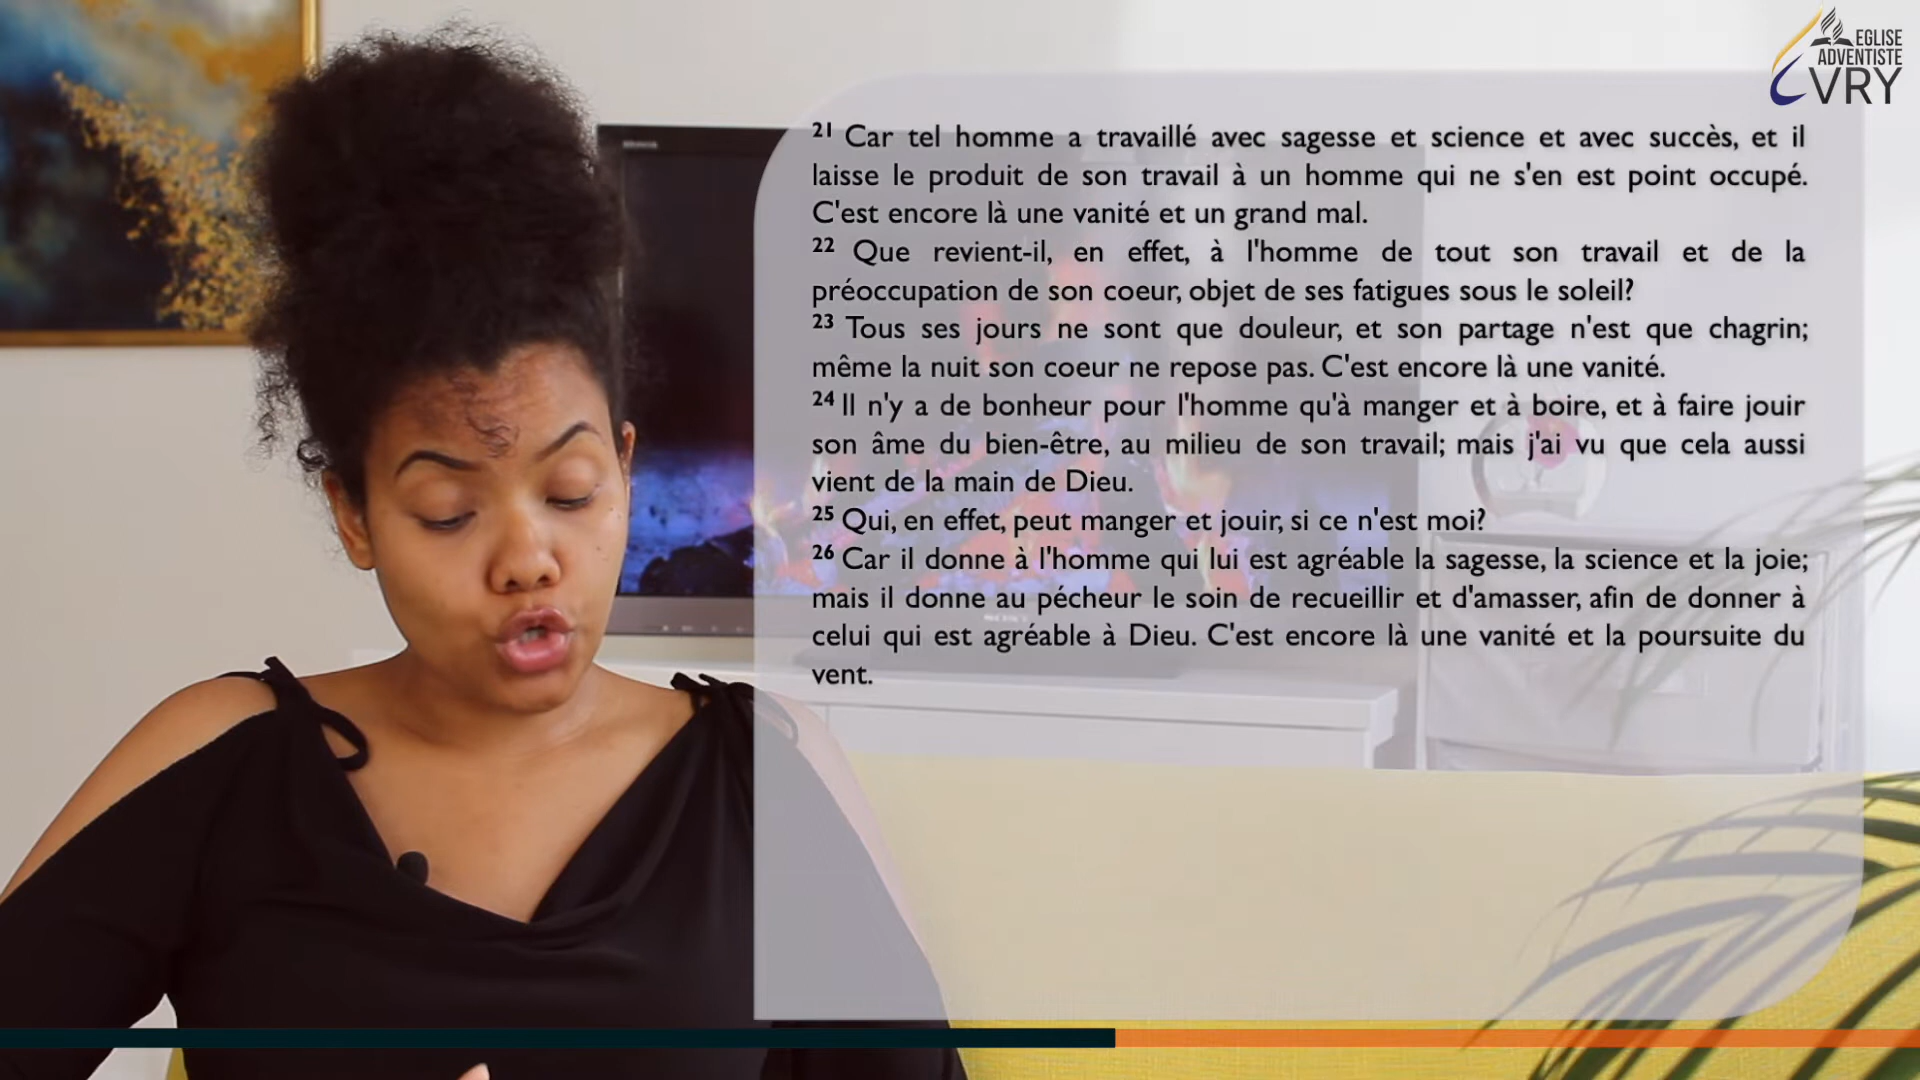 EGLISE
ADVENTISTE
VRY
21 Car tel homme a travaillé avec sagesse et science et avec succès, et il
laisse le produit de son travail à un homme qui ne s'en est point occupé.
C'est encore là une vanité et un grand mal.
22 Que revient-il, en effet, à l'homme de tout son travail et de la
préoccupation de son coeur, objet de ses fatigues sous le soleil?
23 Tous ses jours ne sont que douleur, et son partage n'est que chagrin;
même la nuit son coeur ne repose pas. C'est encore là une vanité.
24 Il n'y a de bonheur pour l'homme qu'à manger et à boire, et à faire jouir
son âme du bien-être, au milieu de son travail; mais j'ai vu que cela aussi
vient de la main de Dieu.
25 Qui, en effet, peut manger et jouir, si ce n'est moi?
26 Car il donne à l'homme qui lui est agréable la sagesse, la science et la joie;
mais il donne au pécheur le soin de recueillir et d'amasser, afin de donner à
celui qui est agréable à Dieu. C'est encore là une vanité et la poursuite du
vent.